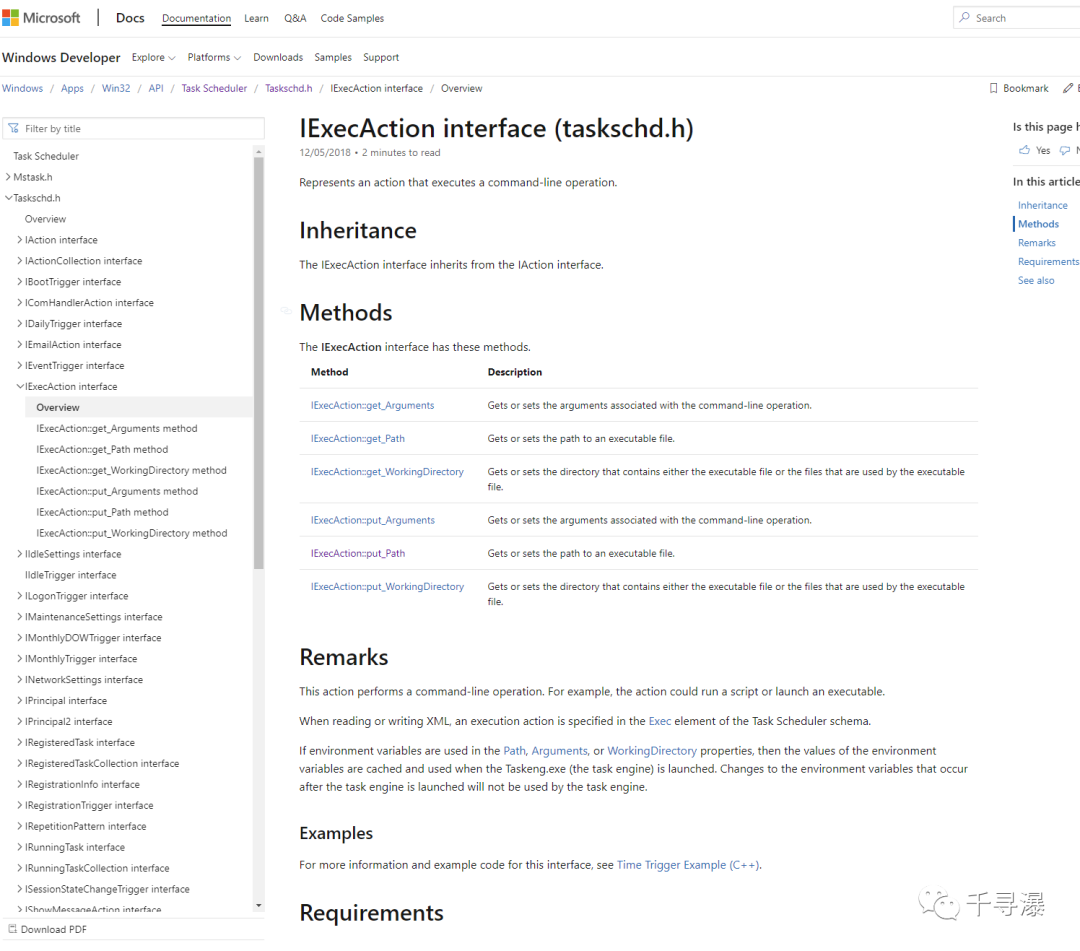 Microsoft
Docs
Documentation
Learn
Q&A
Code Samples
Search
Windows Developer
Explore
Platforms
Downloads
Samples
Support
Windows / Apps / Win32 / API / Task Scheduler / Taskschd.h / IExecAction interface / Overview
Bookmark
Filter by title
Task Scheduler
Mstask.h
Taskschd.h
Overview
IAction interface
IActionCollection interface
IBootTrigger interface
IComHandlerAction interface
IDailyTrigger interface
IEmailAction interface
IEventTrigger interface
IExecAction interface
Overview
IExecAction::get_Arguments method
IExecAction::get_Path method
IExecAction::get_WorkingDirectory method
IExecAction::put_Arguments method
IExecAction::put_Path method
IExecAction::put_WorkingDirectory method
IIdleSettings interface
IIdleTrigger interface
ILogonTrigger interface
IMaintenanceSettings interface
IMonthlyDOWTrigger interface
IMonthlyTrigger interface
INetworkSettings interface
IPrincipal interface
IPrincipal2 interface
IRegisteredTask interface
IRegisteredTaskCollection interface
IRegistrationInfo interface
IRegistrationTrigger interface
IRepetitionPattern interface
IRunningTask interface
IRunningTaskCollection interface
ISessionStateChangeTrigger interface
IShowMessageAction interface
Download PDF
IExecAction interface (taskschd.h)
12/05/2018 • 2 minutes to read
Represents an action that executes a command-line operation.
Inheritance
The IExecAction interface inherits from the IAction interface.
Methods
The IExecAction interface has these methods.
Method Description
IExecAction::get_Arguments Gets or sets the arguments associated with the command-line operation.
IExecAction::get_Path Gets or sets the path to an executable file.
IExecAction::get_WorkingDirectory Gets or sets the directory that contains either the executable file or the files that are used by the executable
file.
IExecAction::put_Arguments Gets or sets the arguments associated with the command-line operation.
IExecAction::put_Path Gets or sets the path to an executable file.
IExecAction::put_WorkingDirectory Gets or sets the directory that contains either the executable file or the files that are used by the executable
file.
Remarks
This action performs a command-line operation. For example, the action could run a script or launch an executable.
When reading or writing XML, an execution action is specified in the Exec element of the Task Scheduler schema.
If environment variables are used in the Path, Arguments, or WorkingDirectory properties, then the values of the environment
variables are cached and used when the Taskeng.exe (the task engine) is launched. Changes to the environment variables that occur
after the task engine is launched will not be used by the task engine.
Examples
For more information and example code for this interface, see Time Trigger Example (C++).
Requirements
Is this page h
Yes
N
In this article
Inheritance
Methods
Remarks
Requirements
See also
千寻瀑